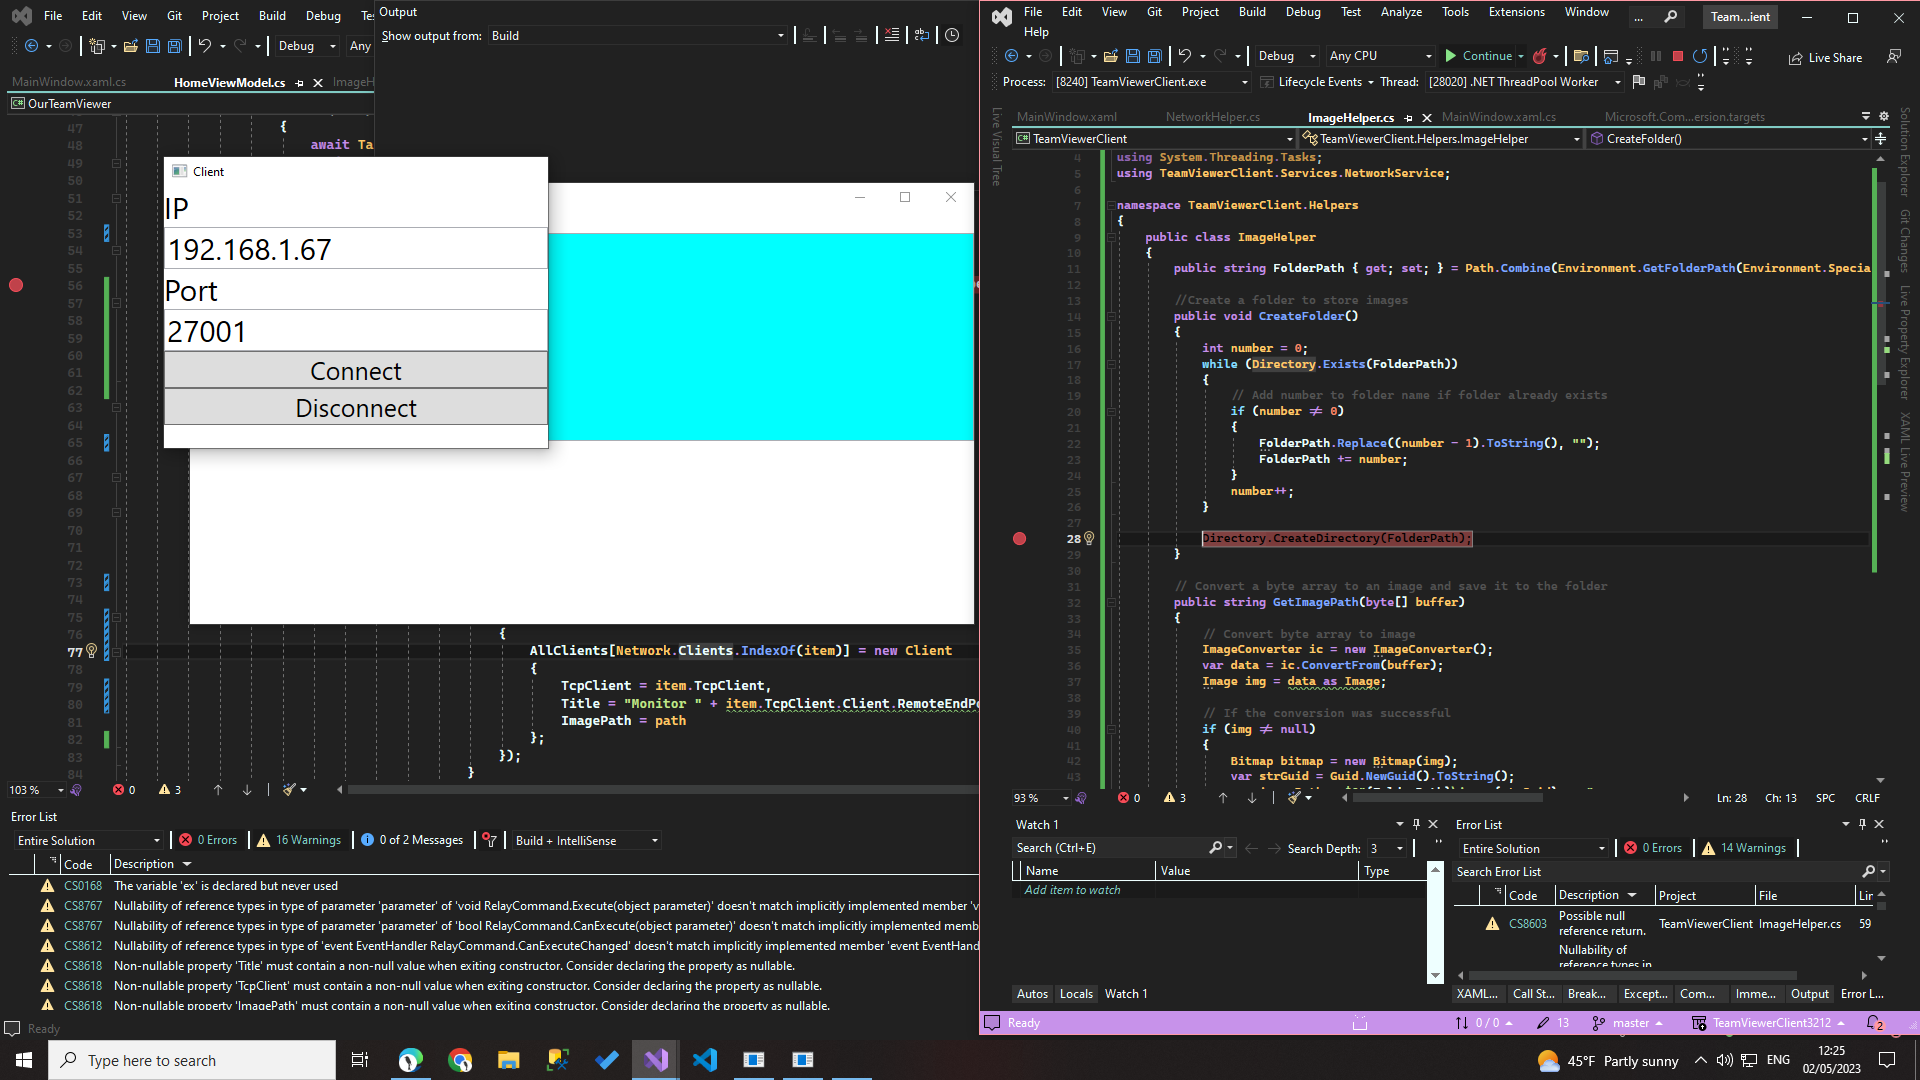 File Edit View Git Project Build Debug
Output
Show output from: Build
Debug
Any
MainWindow.xaml.cs HomeViewModel.cs ImageH
OurTeamViewer
47 {
48 await Ta
49
50
51
52
53
54
55
56
57
58
59
60
61
62
63
64
65
66
67
68
69
70
71
72
73
74
75
76 {
77 AllClients[Network.Clients.IndexOf(item)] = new Client
78 {
79 TcpClient = item.TcpClient,
80 Title = "Monitor " + item.TcpClient.Client.RemoteEndPo
81 ImagePath = path
82 };
83 });
84 }
Client
IP
192.168.1.67
Port
27001
Connect
Disconnect
103 % 0 3
Error List
Entire Solution 0 Errors 16 Warnings 0 of 2 Messages Build + IntelliSense
Code Description
CS0168 The variable 'ex' is declared but never used
CS8767 Nullability of reference types in type of parameter 'parameter' of 'void RelayCommand.Execute(object parameter)' doesn't match implicitly implemented member 'v
CS8767 Nullability of reference types in type of parameter 'parameter' of 'bool RelayCommand.CanExecute(object parameter)' doesn't match implicitly implemented mem
CS8612 Nullability of reference types in type of 'event EventHandler RelayCommand.CanExecuteChanged' doesn't match implicitly implemented member 'event EventHand
CS8618 Non-nullable property 'Title' must contain a non-null value when exiting constructor. Consider declaring the property as nullable.
CS8618 Non-nullable property 'TcpClient' must contain a non-null value when exiting constructor. Consider declaring the property as nullable.
CS8618 Non-nullable property 'ImagePath' must contain a non-null value when exiting constructor. Consider declaring the property as nullable.
Ready
File Edit View Git Project Build Debug Test Analyze Tools Extensions Window ... Team...ient
Help
Debug Any CPU Continue Live Share
Process: [8240] TeamViewerClient.exe Lifecycle Events Thread: [28020] .NET ThreadPool Worker
MainWindow.xaml NetworkHelper.cs ImageHelper.cs MainWindow.xaml.cs Microsoft.Com...ersion.targets
TeamViewerClient TeamViewerClient.Helpers.ImageHelper CreateFolder()
Live Visual Tree
4 using System.Threading.Tasks;
5 using TeamViewerClient.Services.NetworkService;
6
7 namespace TeamViewerClient.Helpers
8 {
9 public class ImageHelper
10 {
11 public string FolderPath { get; set; } = Path.Combine(Environment.GetFolderPath(Environment.Specia
12
13 //Create a folder to store images
14 public void CreateFolder()
15 {
16 int number = 0;
17 while (Directory.Exists(FolderPath))
18 {
19 // Add number to folder name if folder already exists
20 if (number ≠ 0)
21 {
22 FolderPath.Replace((number - 1).ToString(), "");
23 FolderPath += number;
24 }
25 number++;
26 }
27
28 Directory.CreateDirectory(FolderPath);
29 }
30
31 // Convert a byte array to an image and save it to the folder
32 public string GetImagePath(byte[] buffer)
33 {
34 // Convert byte array to image
35 ImageConverter ic = new ImageConverter();
36 var data = ic.ConvertFrom(buffer);
37 Image img = data as Image;
38
39 // If the conversion was successful
40 if (img ≠ null)
41 {
42 Bitmap bitmap = new Bitmap(img);
43 var strGuid = Guid.NewGuid().ToString();
Solution Explorer
Git Changes
Live Property Explorer
XAML Live Preview
93 % 0 3 Ln: 28 Ch: 13 SPC CRLF
Watch 1
Search (Ctrl+E) Search Depth: 3
Name Value Type
Add item to watch
Autos Locals Watch 1
Error List
Entire Solution 0 Errors 14 Warnings
Search Error List
Code Description Project File Lin
CS8603 Possible null reference return. TeamViewerClient ImageHelper.cs 59
Nullability of
reference types in
XAML... Call St... Break... Except... Com... Imme... Output Error L...
Ready 0 / 0 13 master TeamViewerClient3212 2
Type here to search
45°F Partly sunny ENG 12:25
02/05/2023